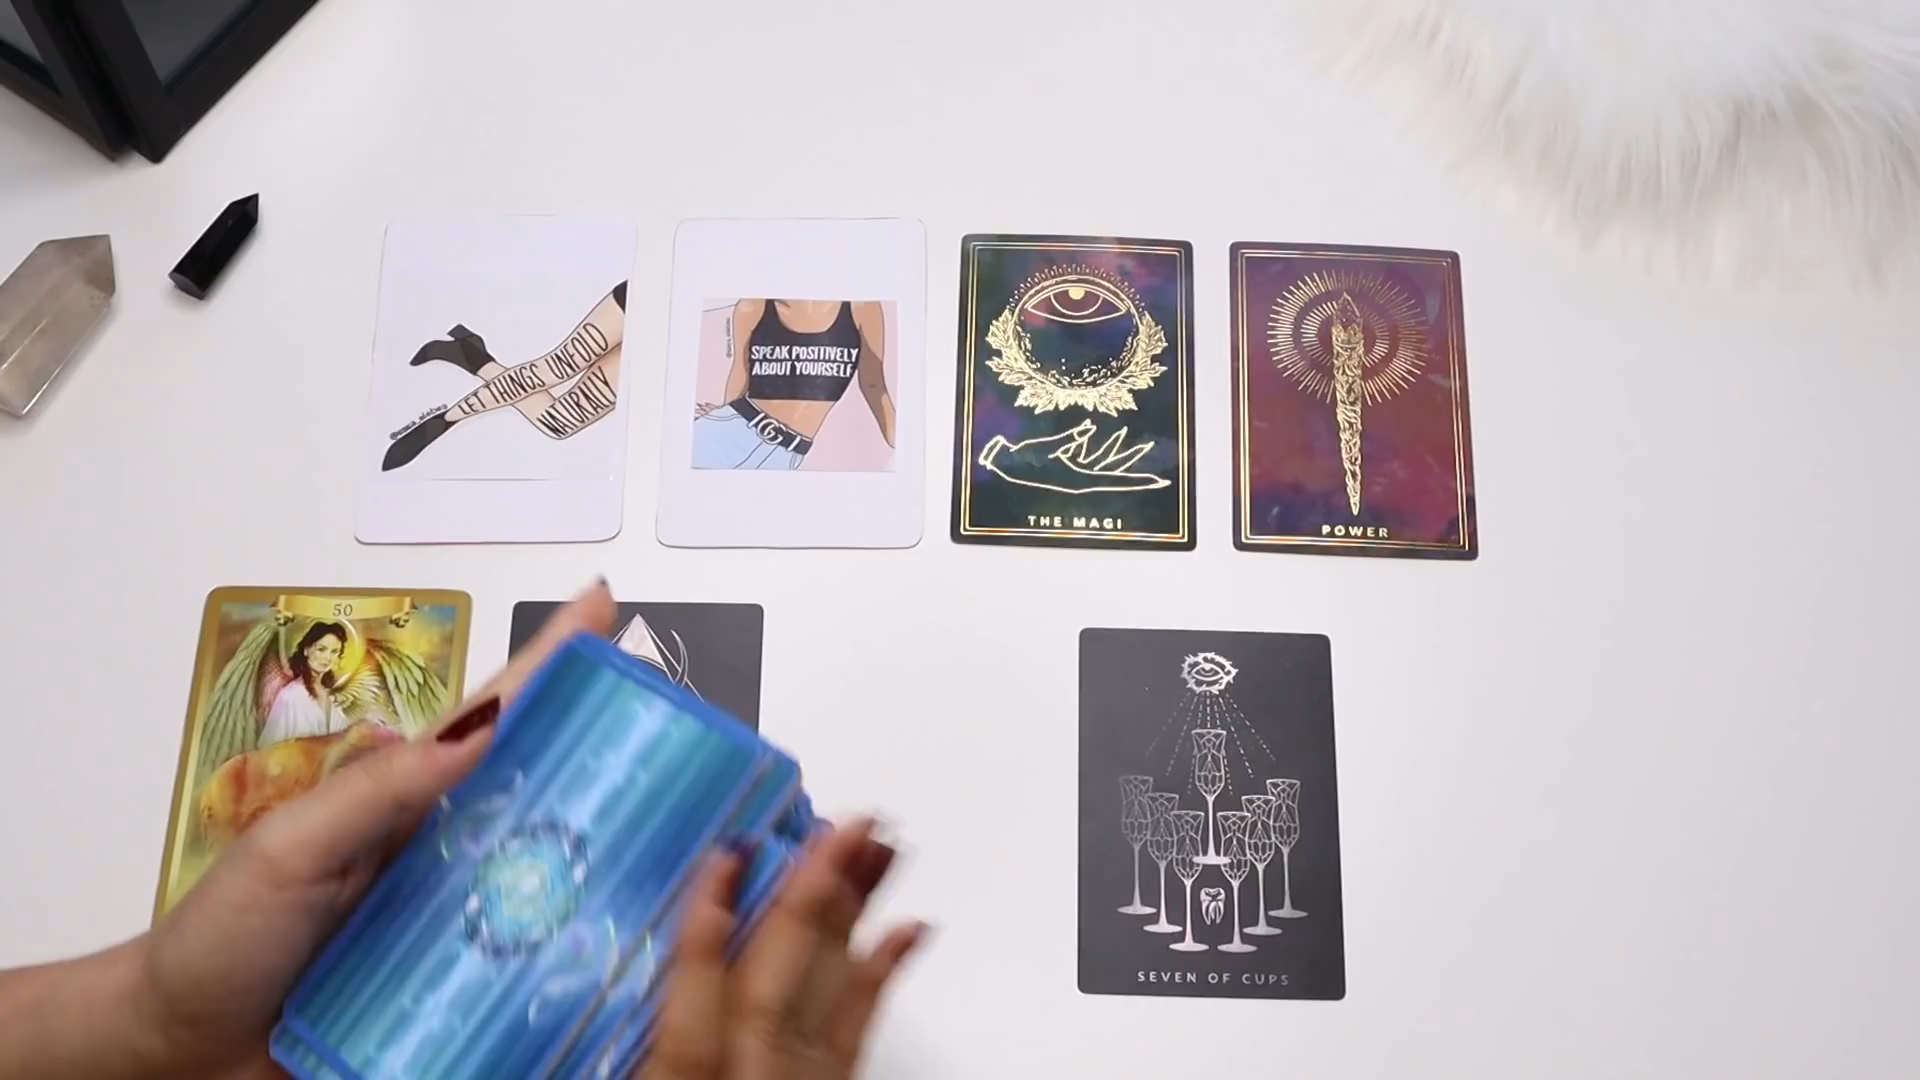 LET THINGS UNFOLD
NATURALLY
SPEAK POSITIVELY
ABOUT YOURSELF
THE MAGI
POWER
50
SEVEN OF CUPS